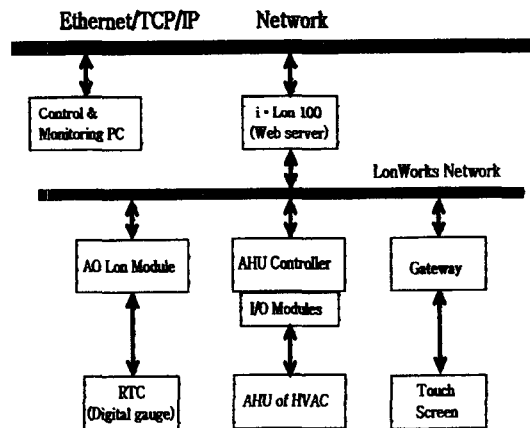 Ethernet/TCP/IP Network
Control &
Monitoring PC
i・Lon 100
(Web server)
LonWorks Network
AO Lon Module
AHU Controller
I/O Modules
Gateway
RTC
(Digital gauge)
AHU of HVAC
Touch
Screen